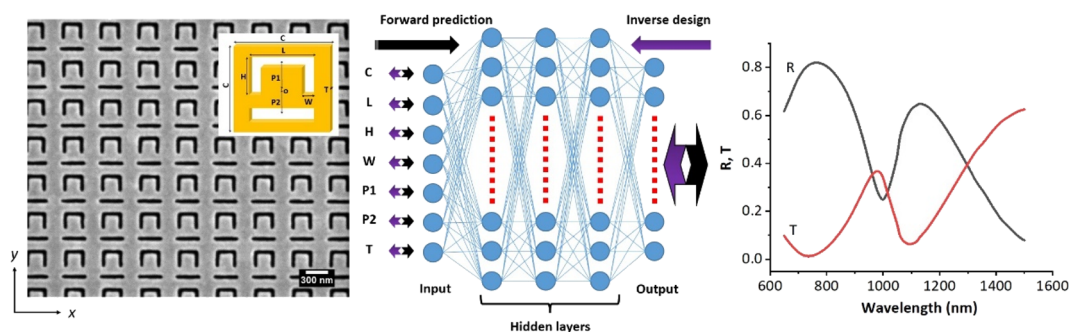 C
L
H
P1
O
C
P2
W
T
300 nm
y
x
Forward prediction
Inverse design
C
L
H
W
P1
P2
T
Input
Output
Hidden layers
R, T
0.8
0.6
0.4
0.2
0.0
R
T
600
800
1000
1200
1400
1600
Wavelength (nm)